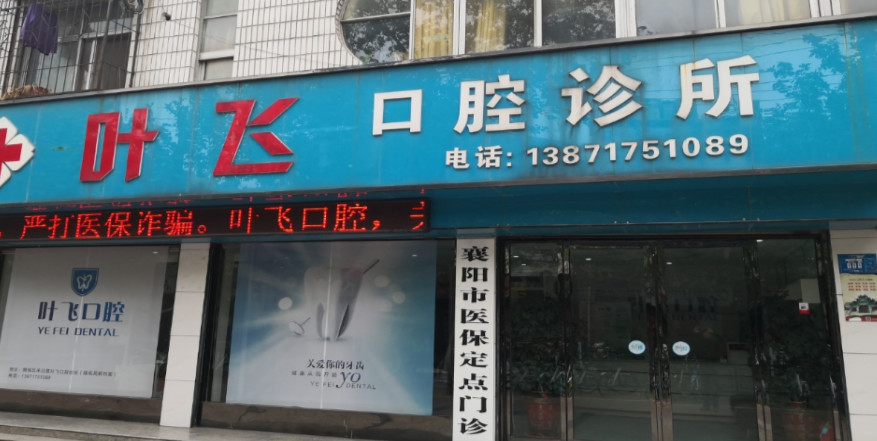 叶飞 口腔诊所
电话: 13871751089
严打医保诈骗。叶飞口腔,
叶飞口腔
YE FEI DENTAL
关爱你的牙齿
YE FEI DENTAL
襄阳市医保定点门诊